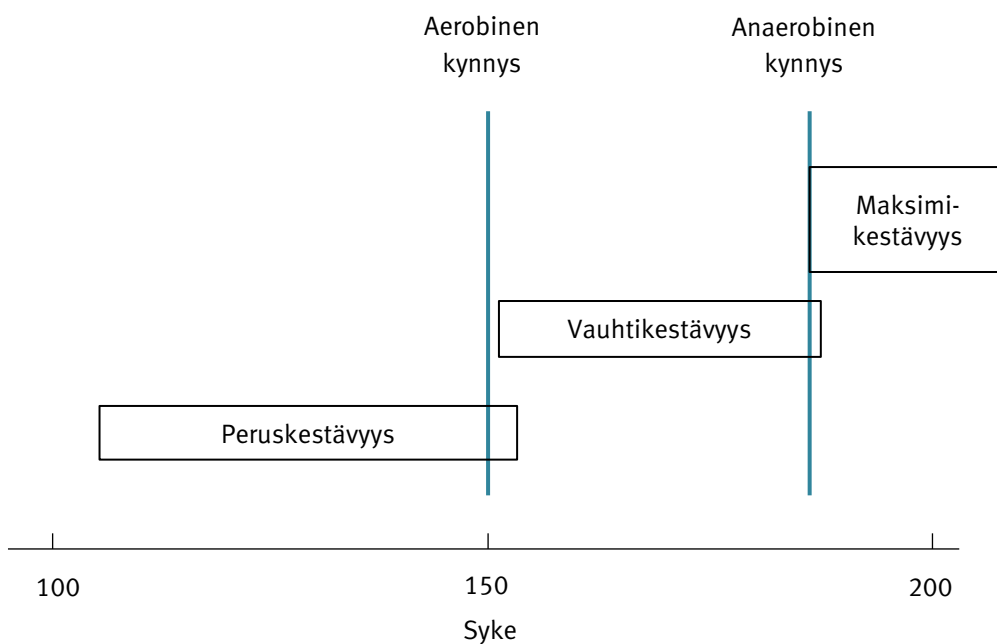 Aerobinen
kynnys
Anaerobinen
kynnys
Maksimi-
kestävyys
Vauhtikestävyys
Peruskestävyys
100
150
200
Syke